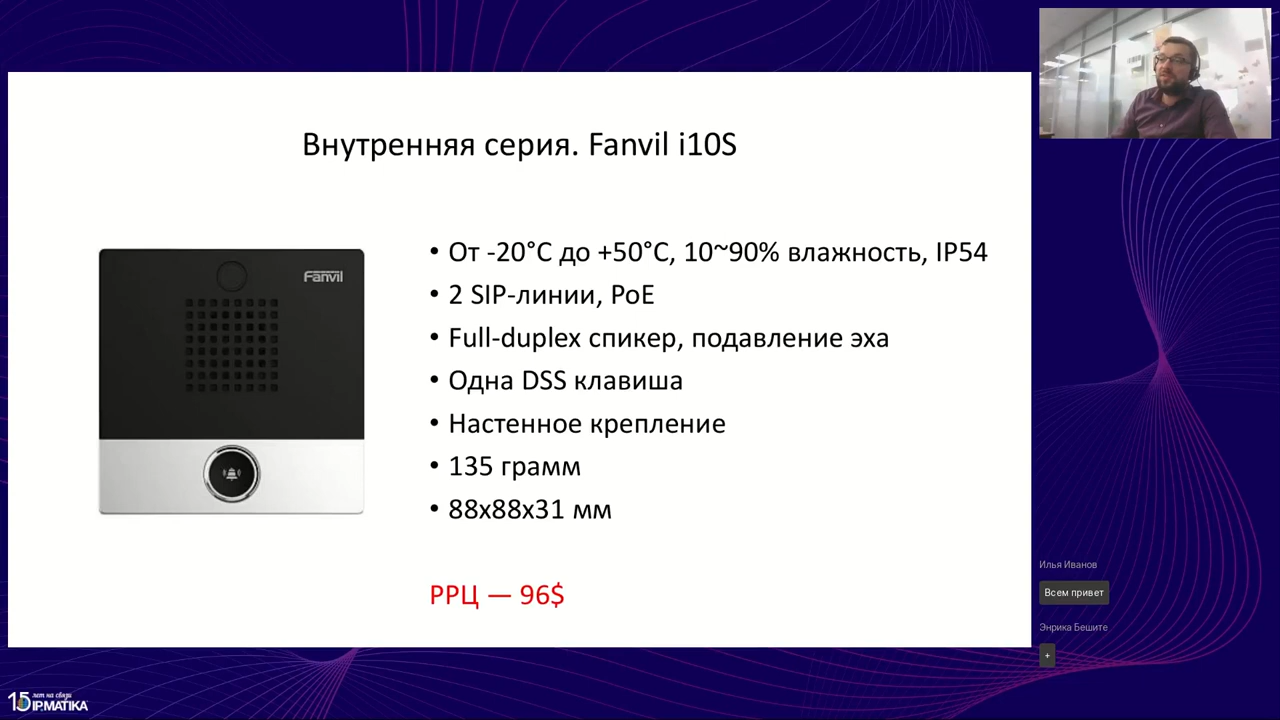 Внутренняя серия. Fanvil i10S
Fanvil
• От -20°C до +50°C, 10~90% влажность, IP54
• 2 SIP-линии, PoE
• Full-duplex спикер, подавление эха
• Одна DSS клавиша
• Настенное крепление
• 135 грамм
• 88x88x31 мм
РРЦ — 96$
Илья Иванов
Всем привет
Энрика Бешите
+
15 лет на связи
IPMATIKA